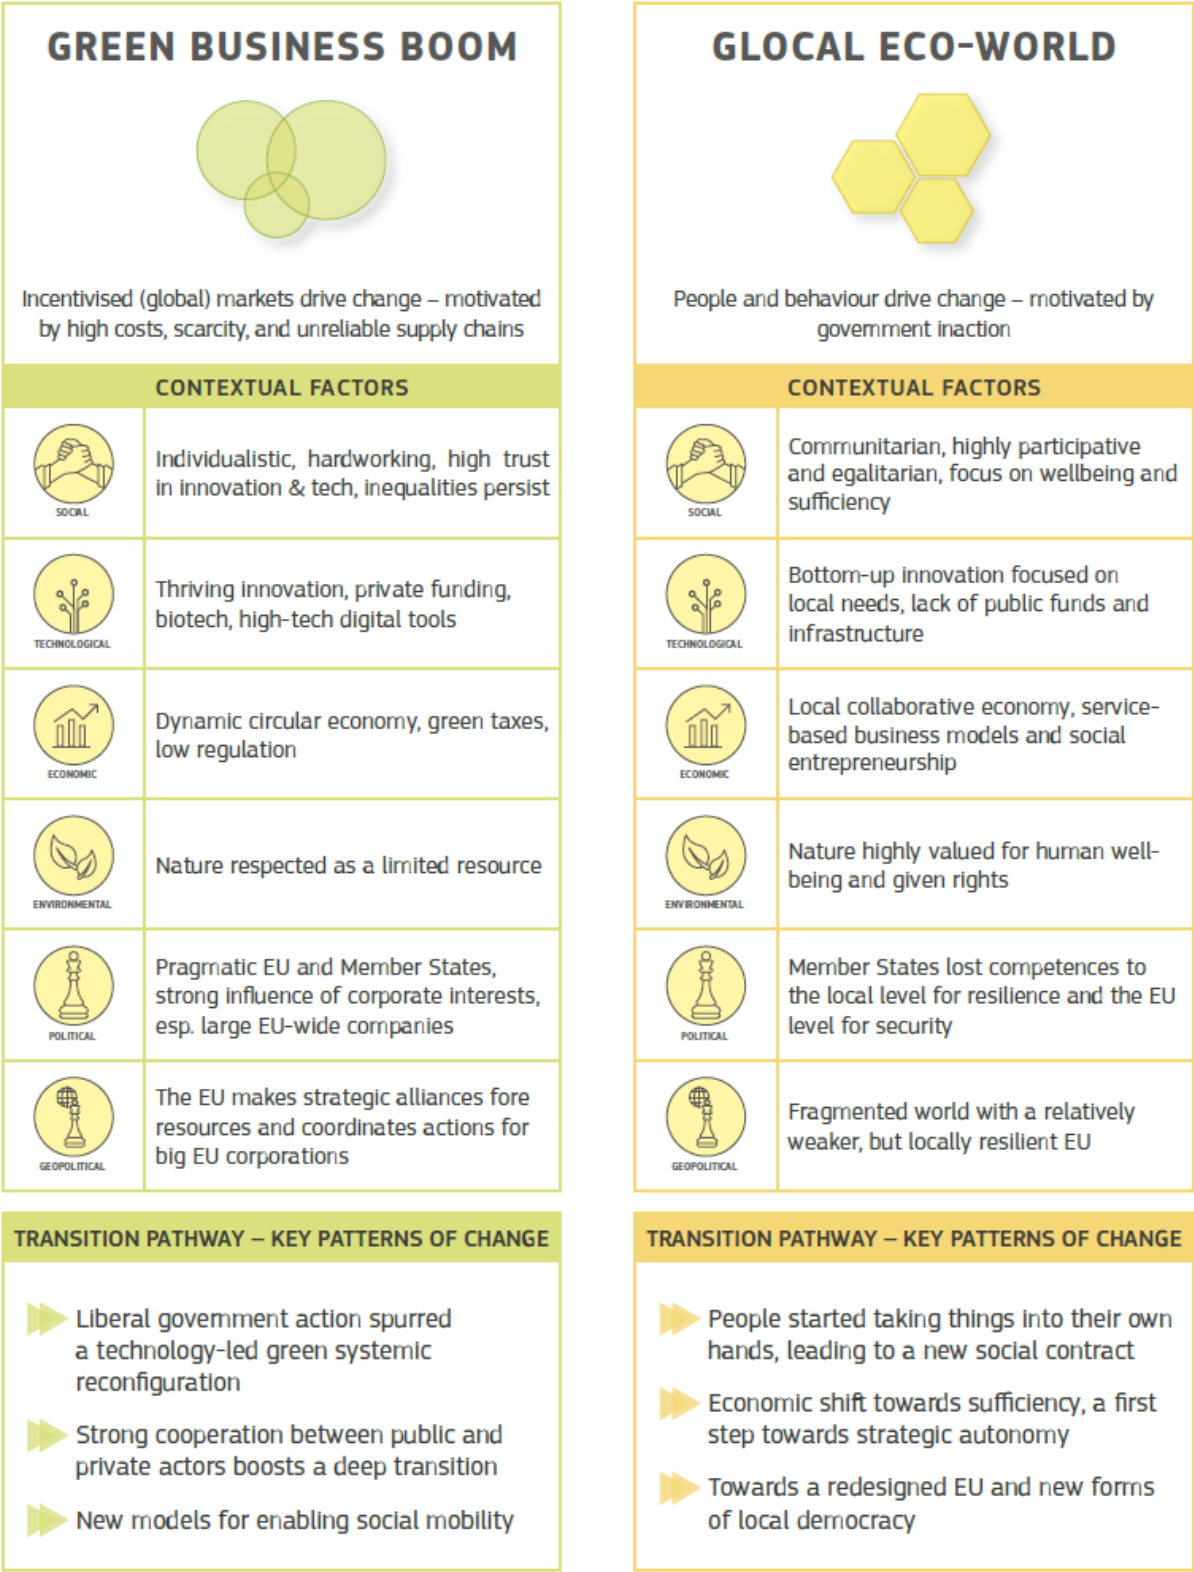 GREEN BUSINESS BOOM
Incentivised (global) markets drive change – motivated
by high costs, scarcity, and unreliable supply chains
CONTEXTUAL FACTORS
SOCIAL
Individualistic, hardworking, high trust
in innovation & tech, inequalities persist
TECHNOLOGICAL
Thriving innovation, private funding,
biotech, high-tech digital tools
ECONOMIC
Dynamic circular economy, green taxes,
low regulation
ENVIRONMENTAL
Nature respected as a limited resource
POLITICAL
Pragmatic EU and Member States,
strong influence of corporate interests,
esp. large EU-wide companies
GEOPOLITICAL
The EU makes strategic alliances fore
resources and coordinates actions for
big EU corporations
TRANSITION PATHWAY – KEY PATTERNS OF CHANGE
Liberal government action spurred
a technology-led green systemic
reconfiguration
Strong cooperation between public and
private actors boosts a deep transition
New models for enabling social mobility
GLOCAL ECO-WORLD
People and behaviour drive change – motivated by
government inaction
CONTEXTUAL FACTORS
SOCIAL
Communitarian, highly participative
and egalitarian, focus on wellbeing and
sufficiency
TECHNOLOGICAL
Bottom-up innovation focused on
local needs, lack of public funds and
infrastructure
ECONOMIC
Local collaborative economy, service-
based business models and social
entrepreneurship
ENVIRONMENTAL
Nature highly valued for human well-
being and given rights
POLITICAL
Member States lost competences to
the local level for resilience and the EU
level for security
GEOPOLITICAL
Fragmented world with a relatively
weaker, but locally resilient EU
TRANSITION PATHWAY – KEY PATTERNS OF CHANGE
People started taking things into their own
hands, leading to a new social contract
Economic shift towards sufficiency, a first
step towards strategic autonomy
Towards a redesigned EU and new forms
of local democracy